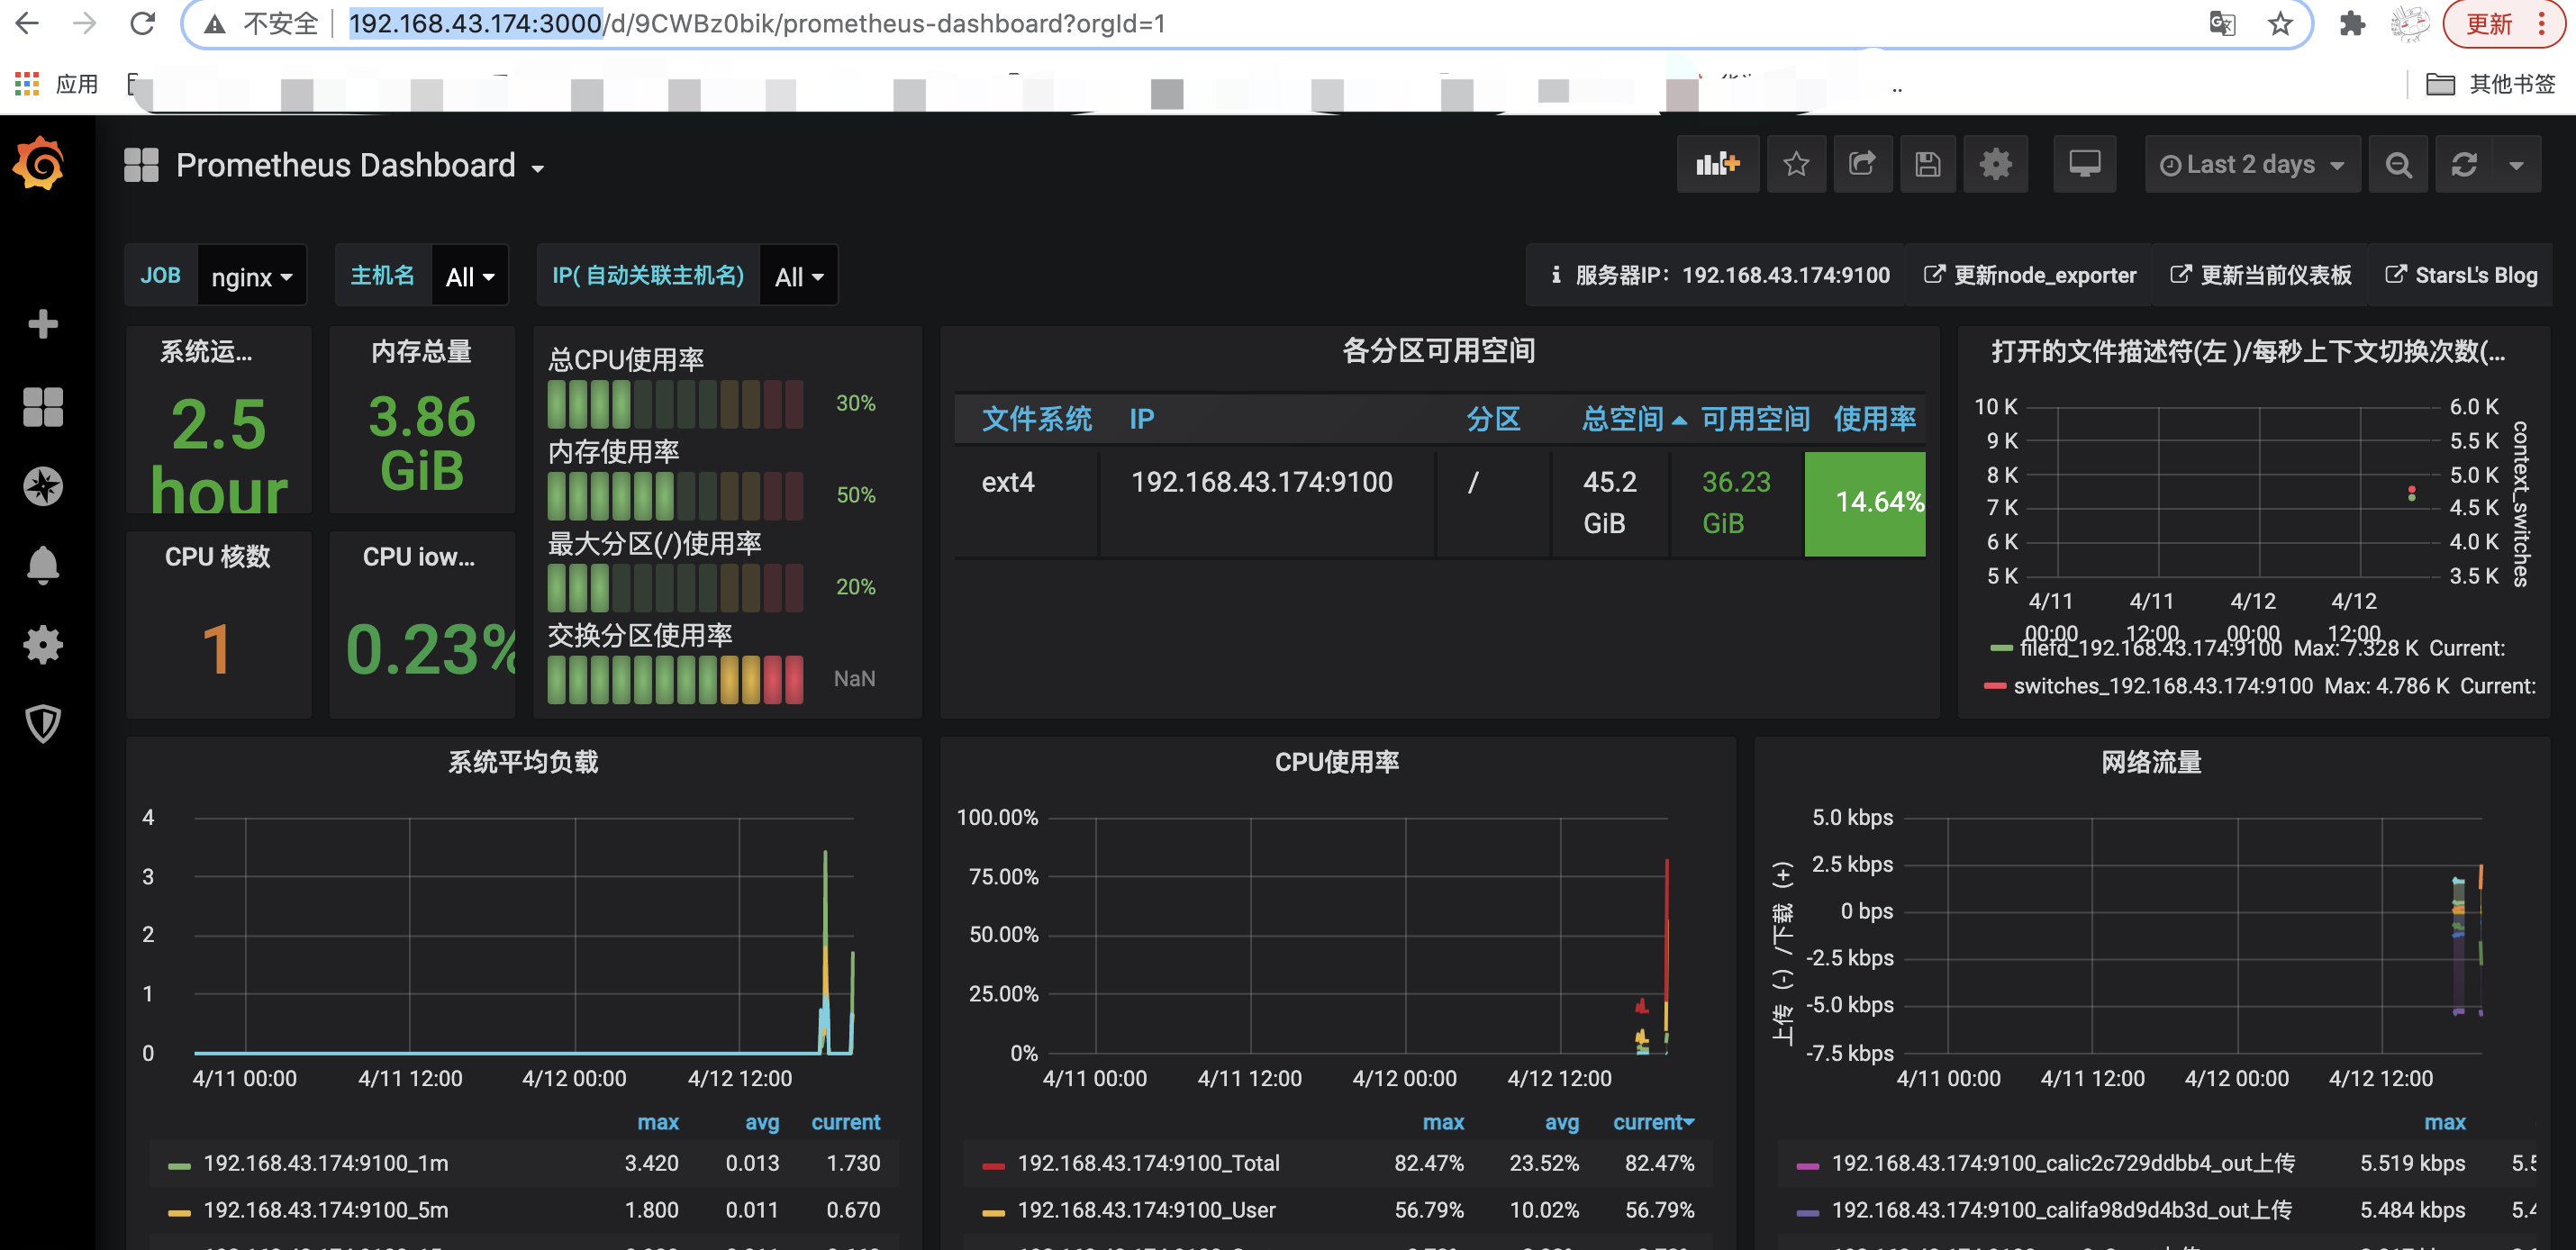 不安全 192.168.43.174:3000/d/9CWBz0bik/prometheus-dashboard?orgId=1 更新
应用 其他书签
Prometheus Dashboard
Last 2 days
JOB nginx 主机名 All IP( 自动关联主机名) All
服务器IP：192.168.43.174:9100 更新node_exporter 更新当前仪表板 StarsL's Blog
系统运...
2.5
hour
内存总量
3.86
GiB
CPU 核数
1
CPU iow...
0.23%
总CPU使用率
30%
内存使用率
50%
最大分区(/)使用率
20%
交换分区使用率
NaN
各分区可用空间
文件系统 IP 分区 总空间 可用空间 使用率
ext4 192.168.43.174:9100 / 45.2 GiB 36.23 GiB 14.64%
打开的文件描述符(左 )/每秒上下文切换次数(...
10 K 6.0 K
9 K 5.5 K
8 K 5.0 K
7 K 4.5 K
6 K 4.0 K
5 K 3.5 K
context_switches
4/11 00:00 4/11 12:00 4/12 00:00 4/12 12:00
filefd_192.168.43.174:9100 Max: 7.328 K Current:
switches_192.168.43.174:9100 Max: 4.786 K Current:
系统平均负载
4
3
2
1
0
4/11 00:00 4/11 12:00 4/12 00:00 4/12 12:00
max avg current
192.168.43.174:9100_1m 3.420 0.013 1.730
192.168.43.174:9100_5m 1.800 0.011 0.670
CPU使用率
100.00%
75.00%
50.00%
25.00%
0%
4/11 00:00 4/11 12:00 4/12 00:00 4/12 12:00
max avg current
192.168.43.174:9100_Total 82.47% 23.52% 82.47%
192.168.43.174:9100_User 56.79% 10.02% 56.79%
网络流量
上传 (-) /下载 (+)
5.0 kbps
2.5 kbps
0 bps
-2.5 kbps
-5.0 kbps
-7.5 kbps
4/11 00:00 4/11 12:00 4/12 00:00 4/12 12:00
max
192.168.43.174:9100_calic2c729ddbb4_out上传 5.519 kbps
192.168.43.174:9100_califa98d9d4b3d_out上传 5.484 kbps